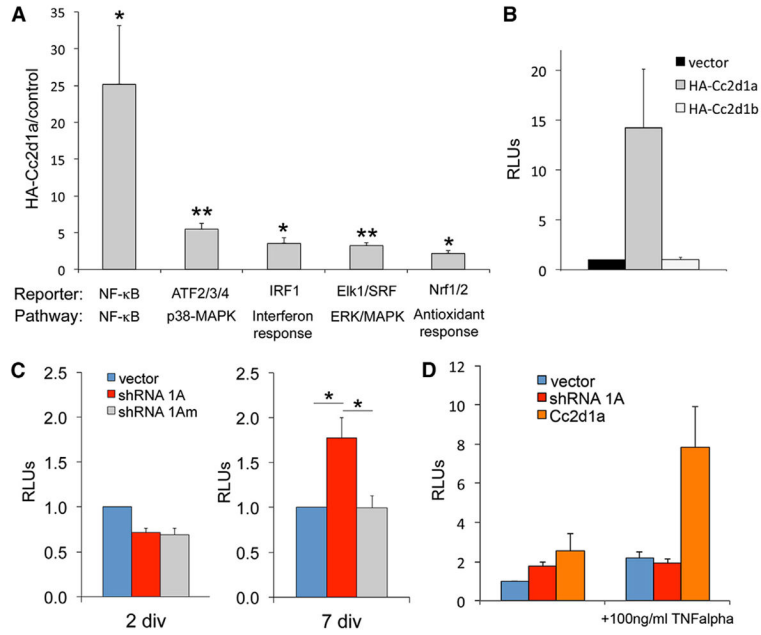 A
HA-Cc2d1a/control
40
35
30
25
20
15
10
5
0
*
**
*
**
*
Reporter: NF-κB ATF2/3/4 IRF1 Elk1/SRF Nrf1/2
Pathway: NF-κB p38-MAPK Interferon response ERK/MAPK Antioxidant response
B
RLUs
20
15
10
5
0
vector
HA-Cc2d1a
HA-Cc2d1b
C
RLUs
2.5
2.0
1.5
1.0
0.5
0.0
vector
shRNA 1A
shRNA 1Am
2 div
RLUs
2.5
2.0
1.5
1.0
0.5
0.0
* *
7 div
D
RLUs
12
10
8
6
4
2
0
vector
shRNA 1A
Cc2d1a
+100ng/ml TNFalpha